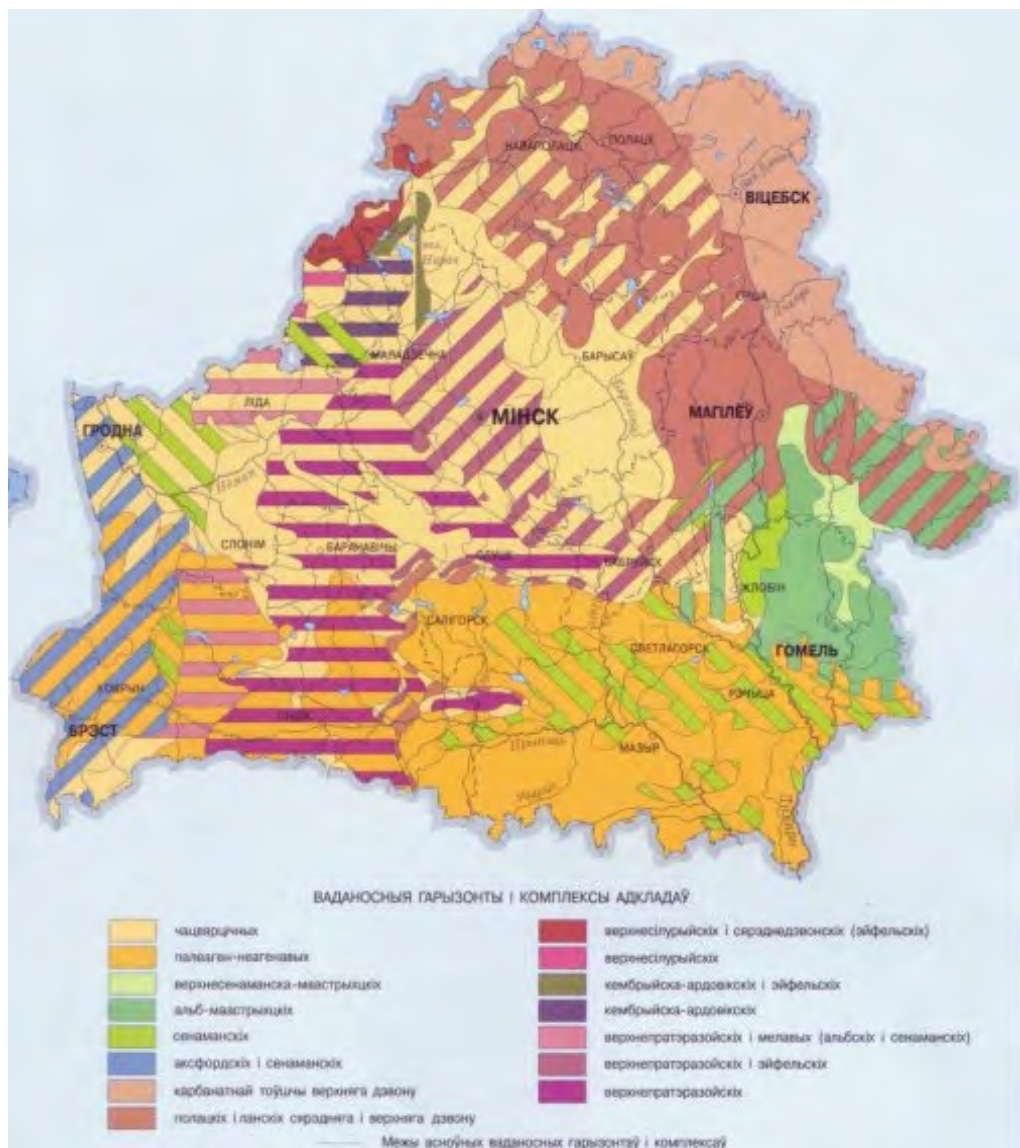 НАВАПОЛАЦК
ПОЛАЦК
ВІЦЕБСК
ОРША
МАЛАДЗЕЧНА
БАРЫСАЎ
ЛІДА
МІНСК
МАГІЛЁЎ
ГРОДНА
СЛОНІМ
БАРАНАВІЧЫ
СЛУЦК
БАБРУЙСК
ЖЛОБІН
САЛІГОРСК
СВЕТЛАГОРСК
ГОМЕЛЬ
КОБРЫН
РЭЧЫЦА
БРЭСТ
ПІНСК
МАЗЫР
ВАДАНОСНЫЯ ГАРЫЗОНТЫ І КОМПЛЕКСЫ АДКЛАДАЎ
чацвярцічных
палеаген-неагенавых
верхнесенаманска-маастрыхцкіх
альб-маастрыхцкіх
сенаманскіх
аксфордскіх і сенаманскіх
карбанатнай тоўшчы верхняга дэвону
полацкіх і ланскіх сярэдняга і верхняга дэвону
верхнесілурыйскіх і сярэднедэвонскіх (эйфельскіх)
верхнесілурыйскіх
кембрыйска-ардовікскіх і эйфельскіх
кембрыйска-ардовікскіх
верхнепратэразойскіх і мелавых (альбскіх і сенаманскіх)
верхнепратэразойскіх і эйфельскіх
верхнепратэразойскіх
Межы асноўных ваданосных гарызонтаў і комплексаў